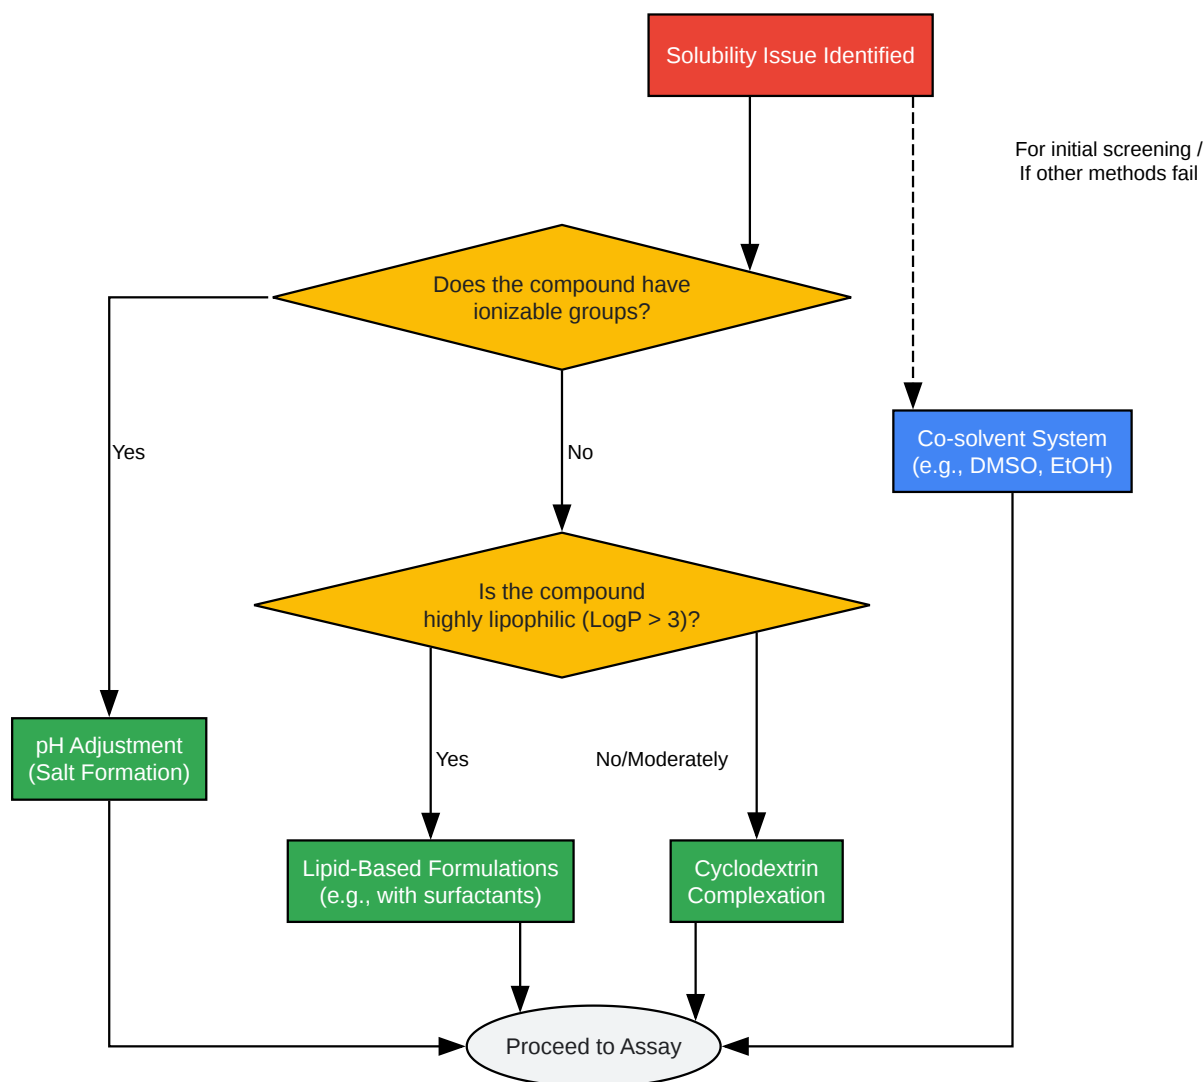 Solubility Issue Identified
For initial screening /
If other methods fail
Does the compound have
ionizable groups?
Yes
No
Co-solvent System
(e.g., DMSO, EtOH)
Is the compound
highly lipophilic (LogP > 3)?
pH Adjustment
(Salt Formation)
Yes
No/Moderately
Lipid-Based Formulations
(e.g., with surfactants)
Cyclodextrin
Complexation
Proceed to Assay